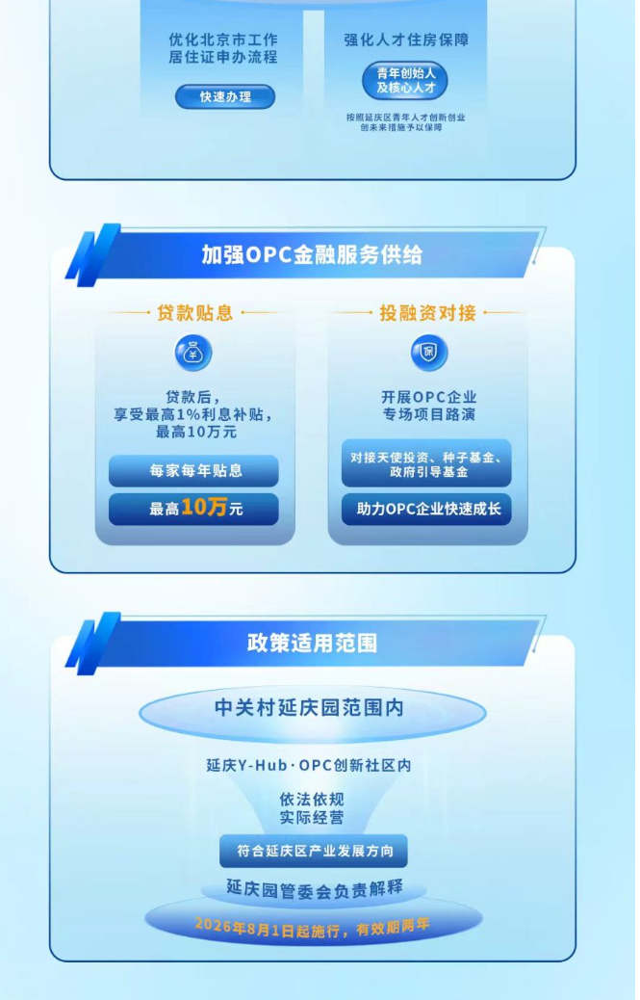 优化北京市工作
居住证申办流程
快速办理
强化人才住房保障
青年创始人
及核心人才
按照延庆区青年人才创新创业
创未来措施予以保障
加强OPC金融服务供给
贷款贴息
贷款后，
享受最高1%利息补贴，
最高10万元
每家每年贴息
最高10万元
投融资对接
保
开展OPC企业
专场项目路演
对接天使投资、种子基金、
政府引导基金
助力OPC企业快速成长
政策适用范围
中关村延庆园范围内
延庆Y-Hub·OPC创新社区内
依法依规
实际经营
符合延庆区产业发展方向
延庆园管委会负责解释
2026年8月1日起施行，有效期两年